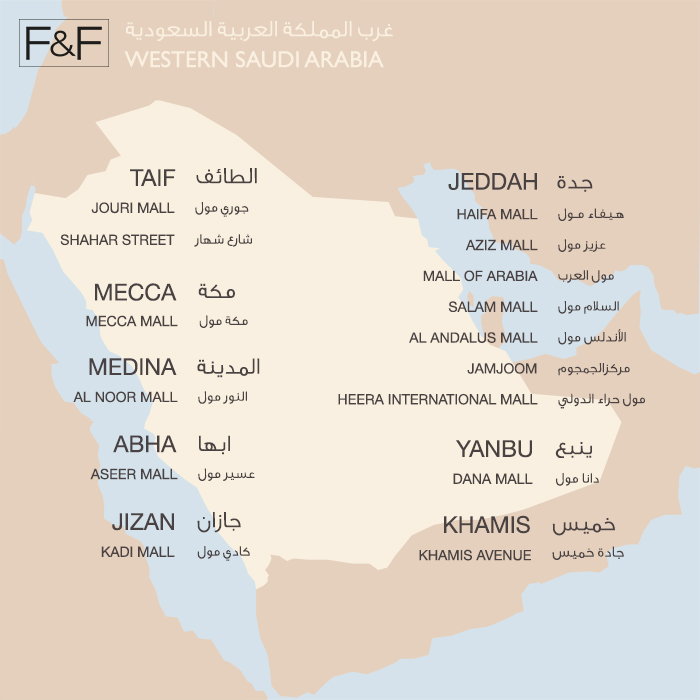 F&F
غرب المملكة العربية السعودية
WESTERN SAUDI ARABIA
TAIF الطائف
JOURI MALL جوري مول
SHAHAR STREET شارع شهار
MECCA مكة
MECCA MALL مكة مول
MEDINA المدينة
AL NOOR MALL النور مول
ABHA ابها
ASEER MALL عسير مول
JIZAN جازان
KADI MALL كادي مول
JEDDAH جدة
HAIFA MALL هيفاء مول
AZIZ MALL عزيز مول
MALL OF ARABIA مول العرب
SALAM MALL السلام مول
AL ANDALUS MALL الأندلس مول
JAMJOOM مركزالجمجوم
HEERA INTERNATIONAL MALL مول حراء الدولي
YANBU ينبع
DANA MALL دانا مول
KHAMIS خميس
KHAMIS AVENUE جادة خميس